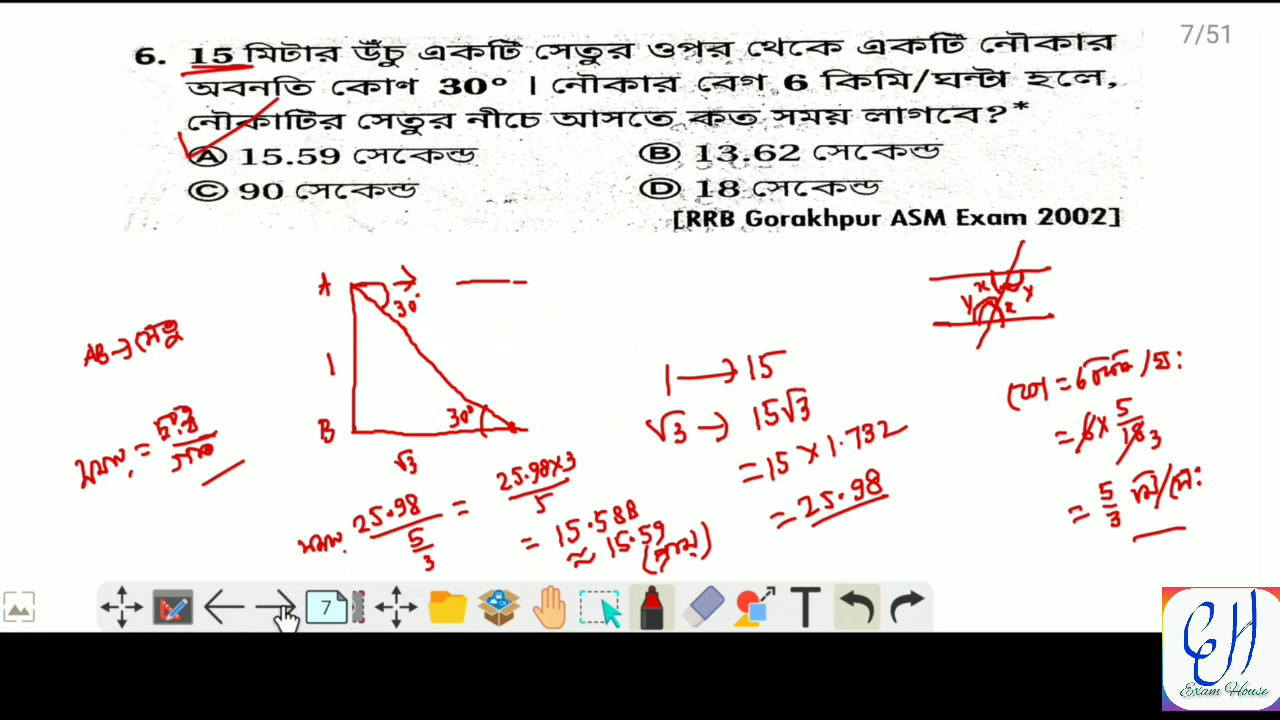 7/51
6. 15 মিটার উঁচু একটি সেতুর ওপর থেকে একটি নৌকার
অবনতি কোণ 30° । নৌকার বেগ 6 কিমি/ঘন্টা হলে,
নৌকাটির সেতুর নীচে আসতে কত সময় লাগবে?*
A 15.59 সেকেন্ড B 13.62 সেকেন্ড
C 90 সেকেন্ড D 18 সেকেন্ড
[RRB Gorakhpur ASM Exam 2002]
A 30°
x y
y x
AB→সেতু
1
B 30°
√3
1 → 15
√3 → 15√3
= 15 × 1.732
= 25.98
= 6 × 5/18 3
= 5/3 মি/সে:
25.98 / 5/3 = 25.98×3 / 5
= 15.588
≈ 15.59
7
T
CH
Exam House